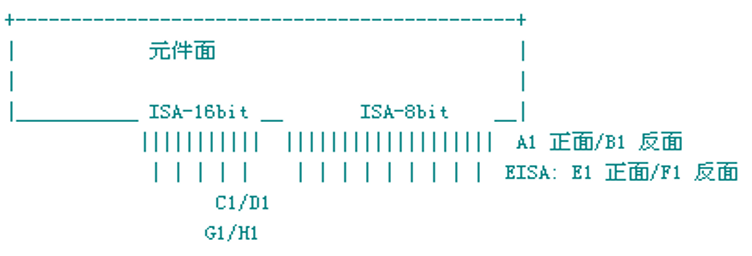 元件面
ISA-16bit ISA-8bit
A1 正面/B1 反面
EISA: E1 正面/F1 反面
C1/D1
G1/H1